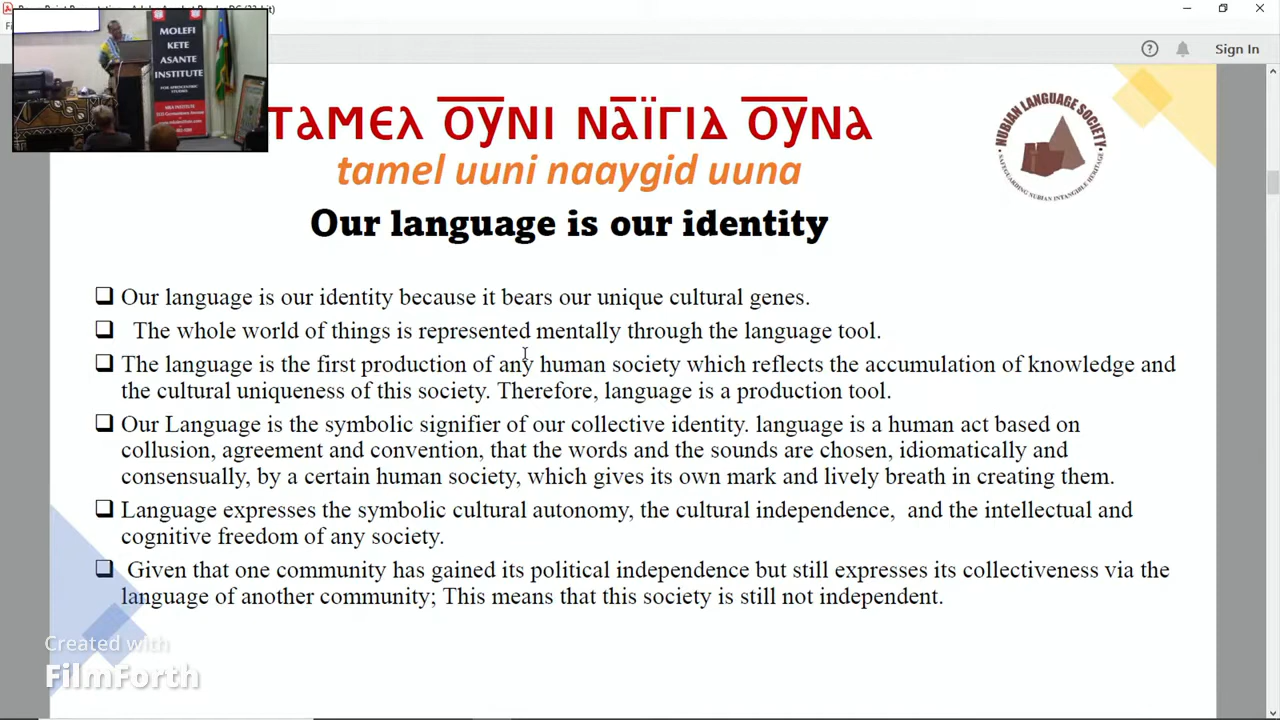 Sign In
MOLEFI
KETE
ASANTE
INSTITUTE
ⲦⲀⲘⲈⲖ ⲞⲨ̅ⲚⲒ ⲚⲀ̅Ⲓ̈ⲄⲒⲆ ⲞⲨ̅ⲚⲀ
tamel uuni naaygid uuna
Our language is our identity
NUBIAN LANGUAGE SOCIETY
SAFEGUARDING NUBIAN INTANGIBLE HERITAGE
❑ Our language is our identity because it bears our unique cultural genes.
❑ The whole world of things is represented mentally through the language tool.
❑ The language is the first production of any human society which reflects the accumulation of knowledge and
the cultural uniqueness of this society. Therefore, language is a production tool.
❑ Our Language is the symbolic signifier of our collective identity. language is a human act based on
collusion, agreement and convention, that the words and the sounds are chosen, idiomatically and
consensually, by a certain human society, which gives its own mark and lively breath in creating them.
❑ Language expresses the symbolic cultural autonomy, the cultural independence, and the intellectual and
cognitive freedom of any society.
❑ Given that one community has gained its political independence but still expresses its collectiveness via the
language of another community; This means that this society is still not independent.
Created with
FilmForth